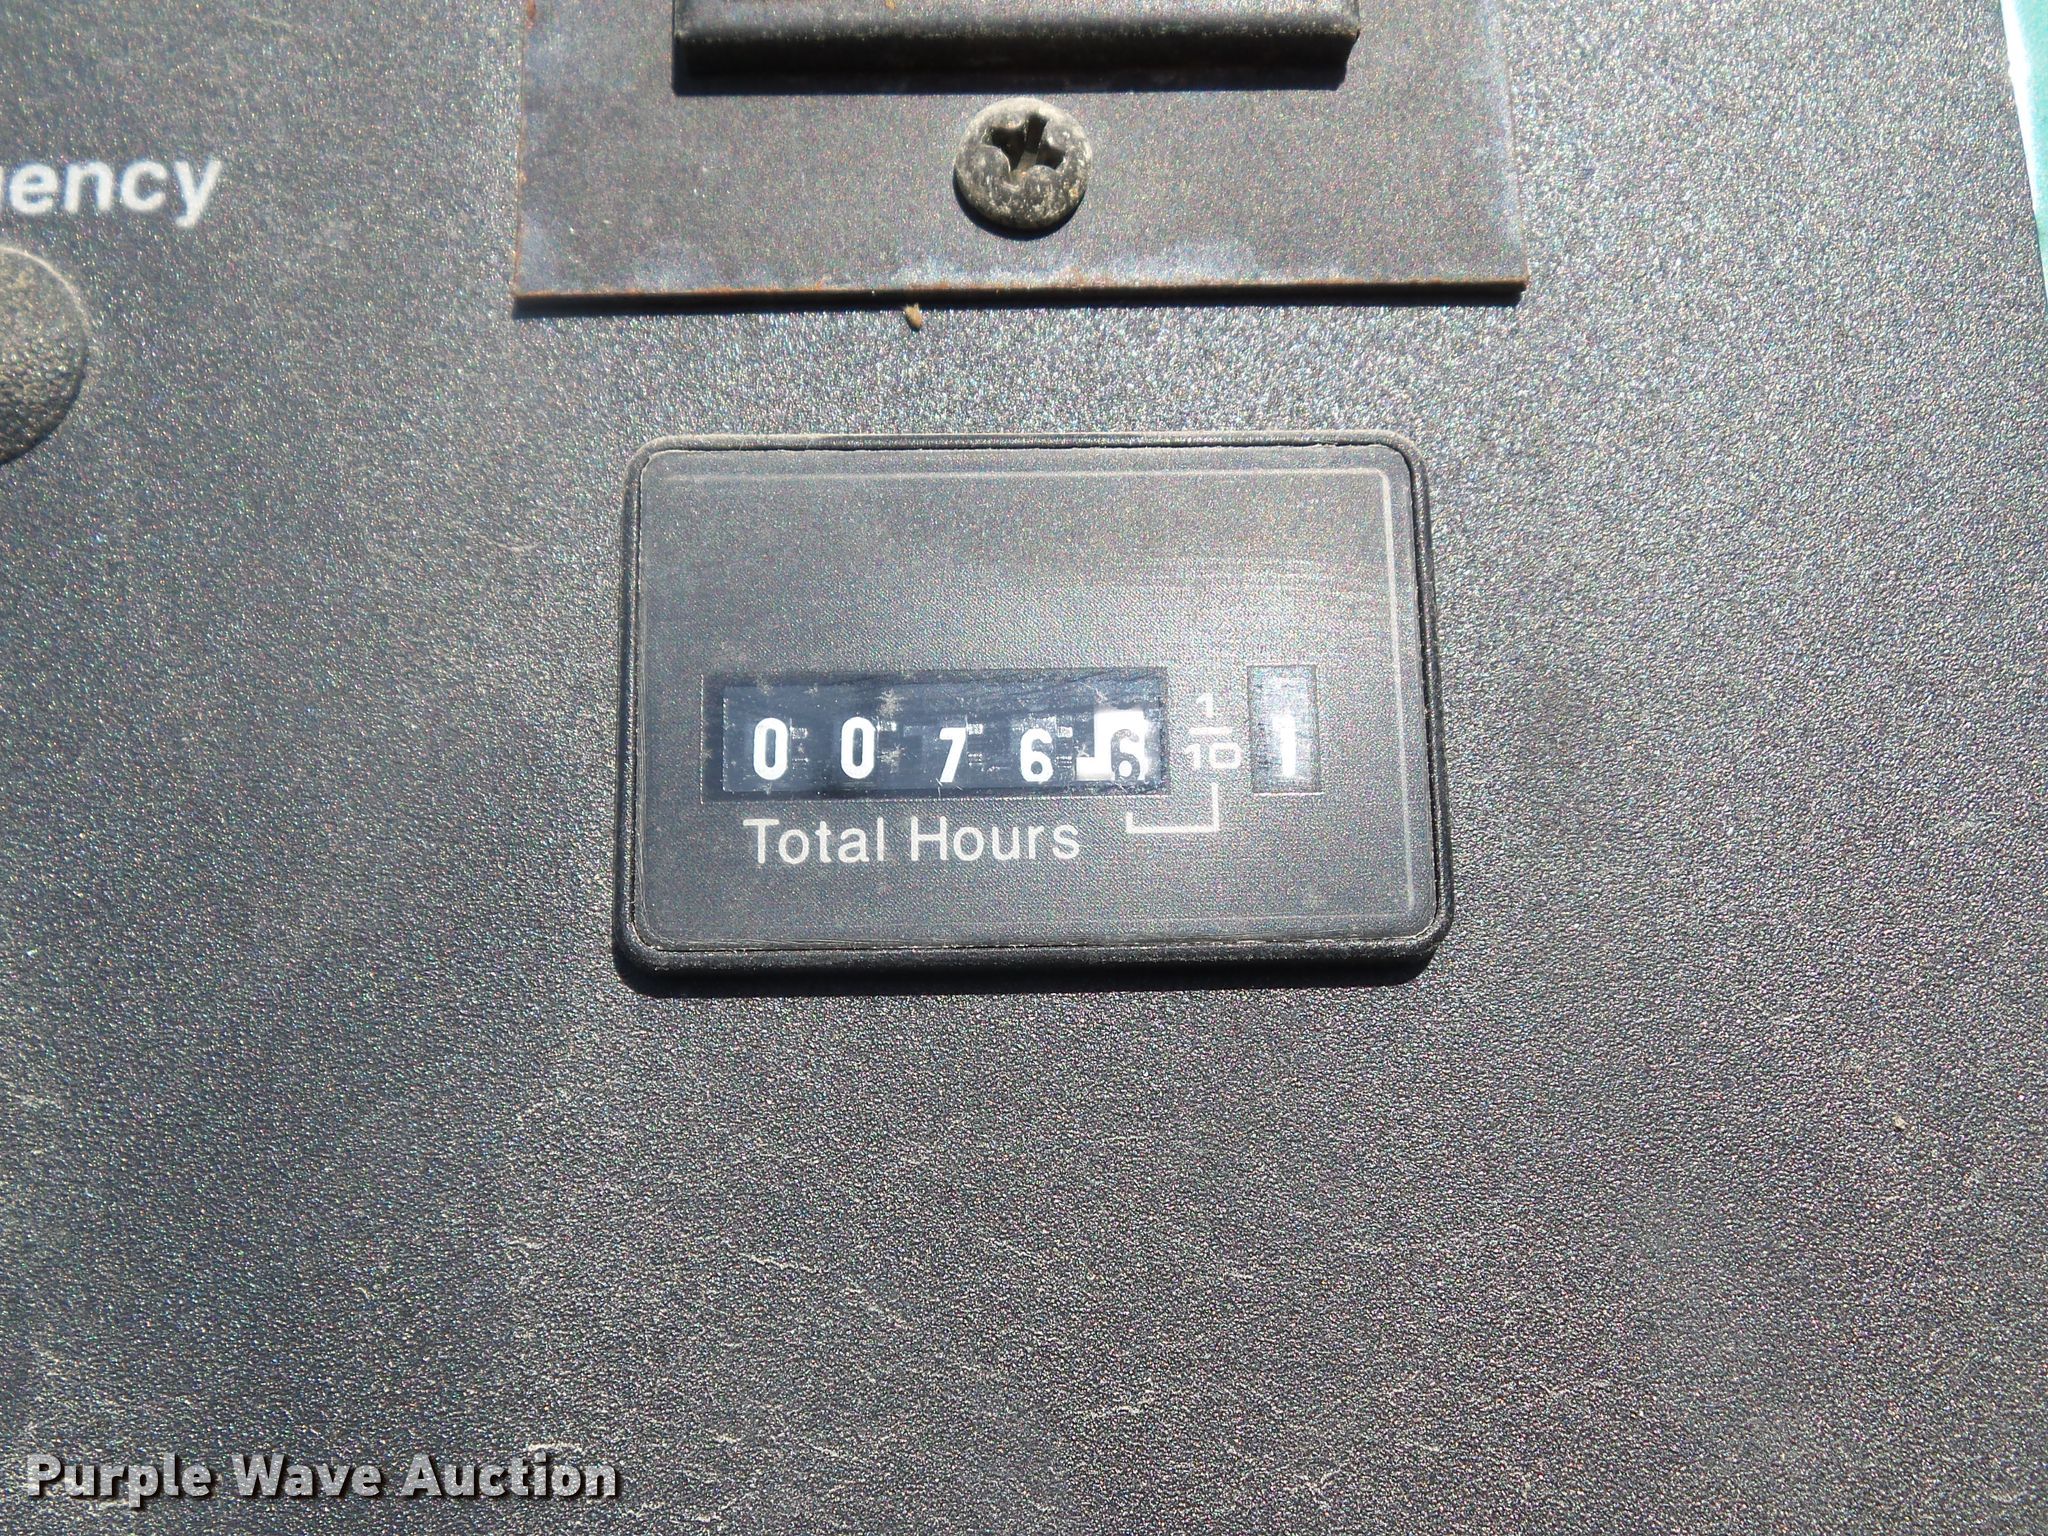 ency
0 0 7 6 6 1/10 1
Total Hours
Purple Wave Auction